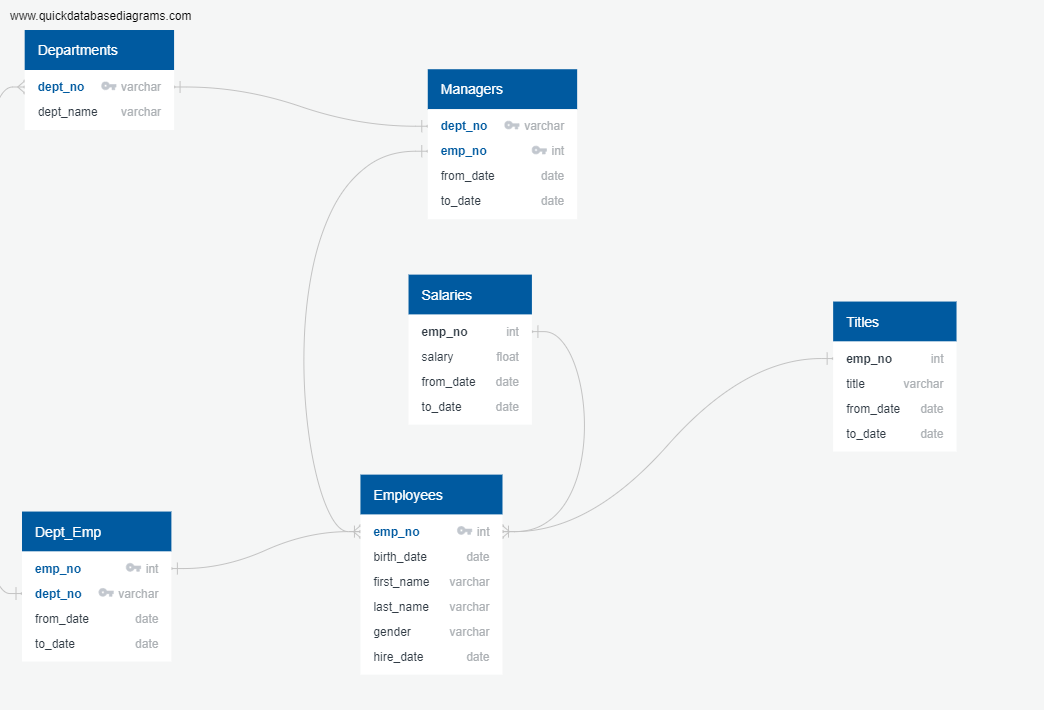 www.quickdatabasediagrams.com
Departments
dept_no varchar
dept_name varchar
Managers
dept_no varchar
emp_no int
from_date date
to_date date
Salaries
emp_no int
salary float
from_date date
to_date date
Titles
emp_no int
title varchar
from_date date
to_date date
Employees
emp_no int
birth_date date
first_name varchar
last_name varchar
gender varchar
hire_date date
Dept_Emp
emp_no int
dept_no varchar
from_date date
to_date date